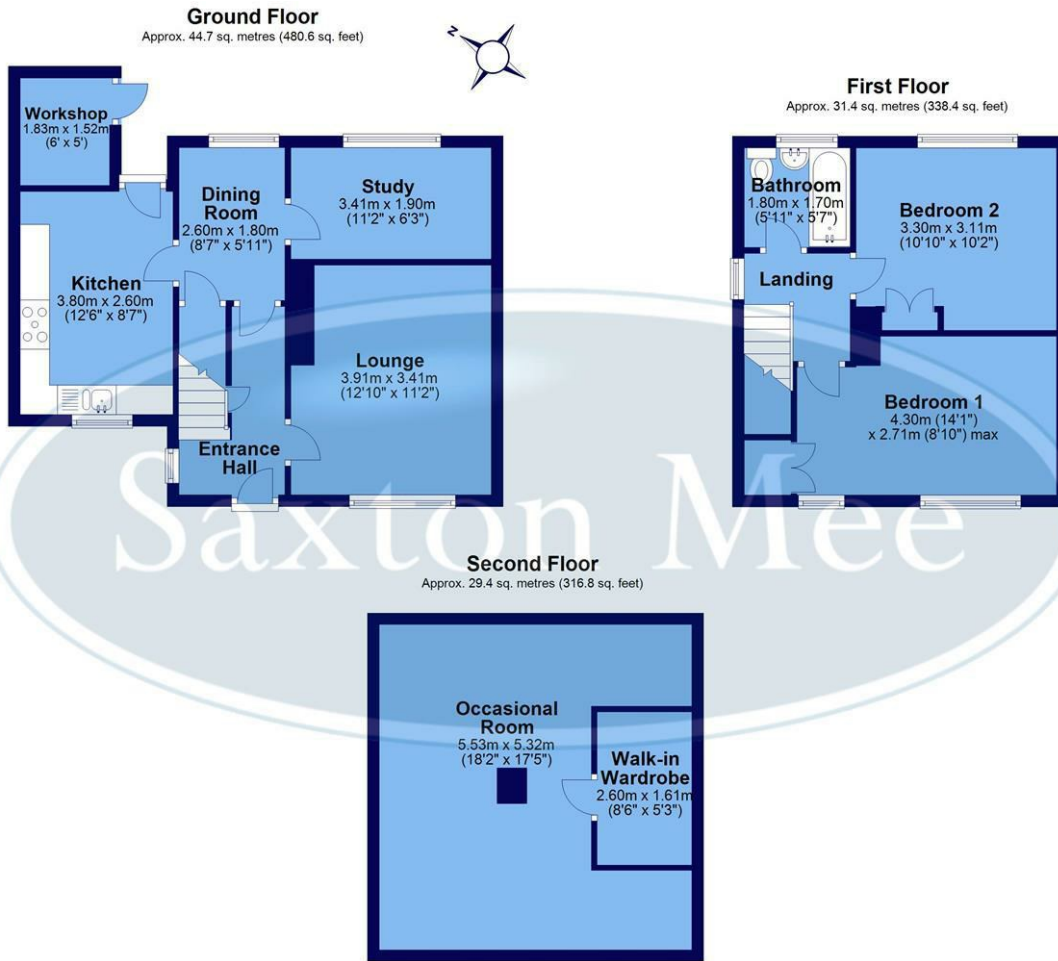 Ground Floor
Approx. 44.7 sq. metres (480.6 sq. feet)
N
Workshop
1.83m x 1.52m
(6' x 5')
Dining
Room
2.60m x 1.80m
(8'7" x 5'11")
Study
3.41m x 1.90m
(11'2" x 6'3")
Kitchen
3.80m x 2.60m
(12'6" x 8'7")
Lounge
3.91m x 3.41m
(12'10" x 11'2")
Entrance
Hall
First Floor
Approx. 31.4 sq. metres (338.4 sq. feet)
Bathroom
1.80m x 1.70m
(5'11" x 5'7")
Bedroom 2
3.30m x 3.11m
(10'10" x 10'2")
Landing
Bedroom 1
4.30m (14'1")
x 2.71m (8'10") max
Saxton Mee
Second Floor
Approx. 29.4 sq. metres (316.8 sq. feet)
Occasional
Room
5.53m x 5.32m
(18'2" x 17'5")
Walk-in
Wardrobe
2.60m x 1.61m
(8'6" x 5'3")